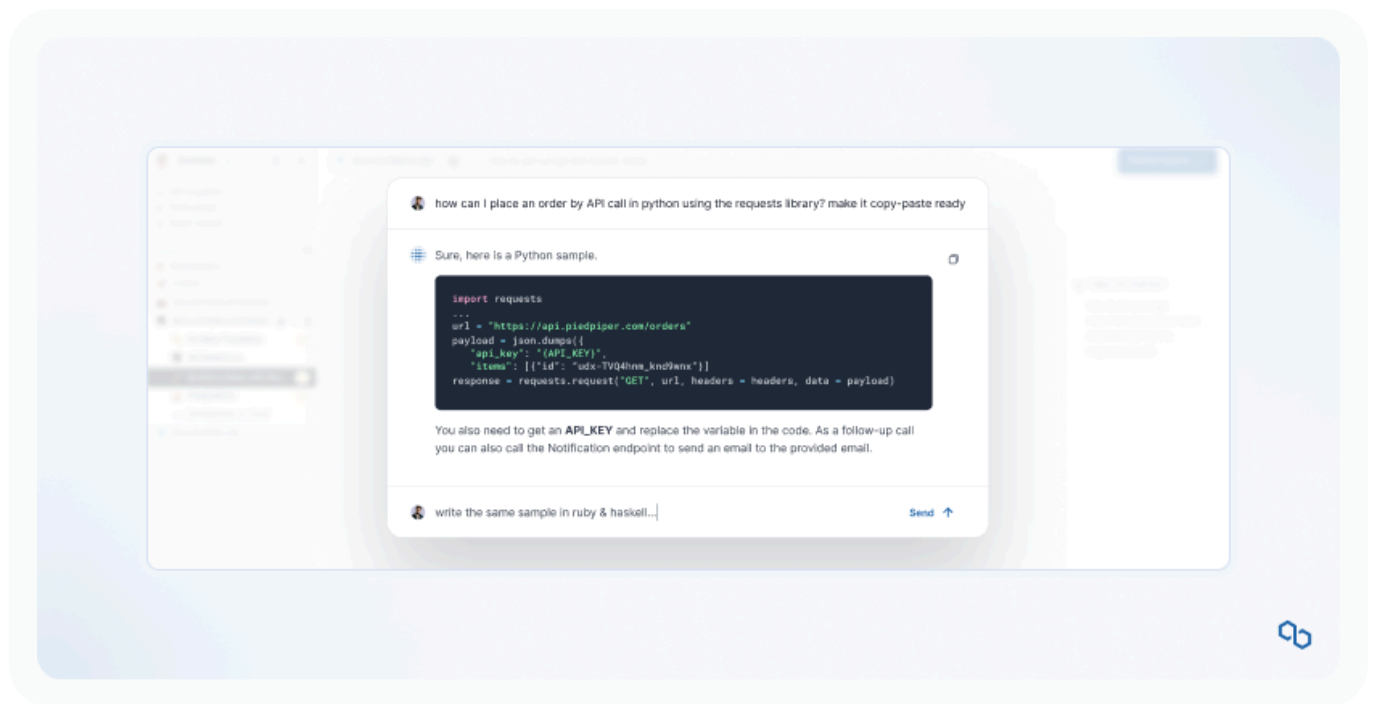 how can I place an order by API call in python using the requests library? make it copy-paste ready
Sure, here is a Python sample.
import requests
...
url = "https://api.piedpiper.com/orders"
payload = json.dumps({
"api_key": "(API_KEY)",
"items": [{"id": "udx-TVQ4hnm_knd9wnx"}]
response = requests.request("GET", url, headers = headers, data = payload)
You also need to get an API_KEY and replace the variable in the code. As a follow-up call
you can also call the Notification endpoint to send an email to the provided email.
write the same sample in ruby & haskell...
Send